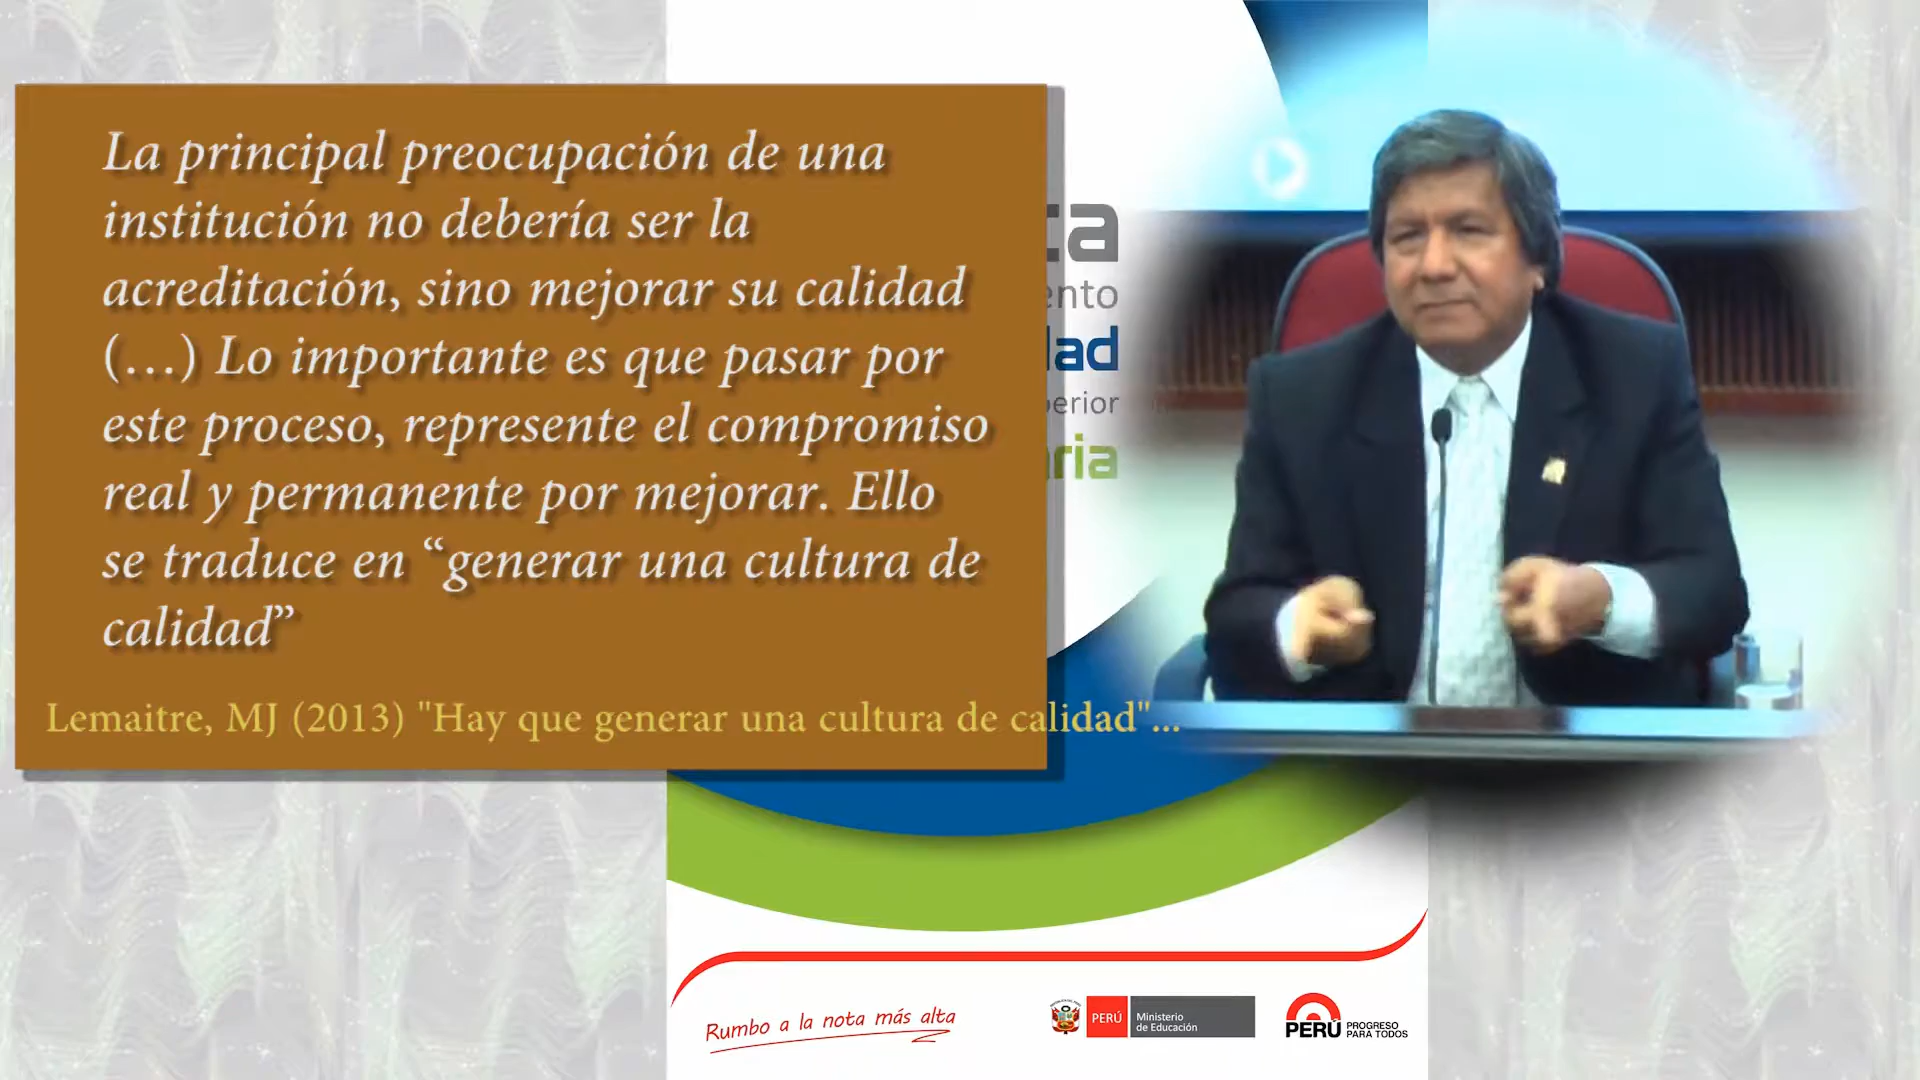 La principal preocupación de una
institución no debería ser la
acreditación, sino mejorar su calidad
(…) Lo importante es que pasar por
este proceso, represente el compromiso
real y permanente por mejorar. Ello
se traduce en “generar una cultura de
calidad”
Lemaitre, MJ (2013) "Hay que generar una cultura de calidad"...
Rumbo a la nota más alta
PERÚ
Ministerio
de Educación
PERÚ
PROGRESO
PARA TODOS